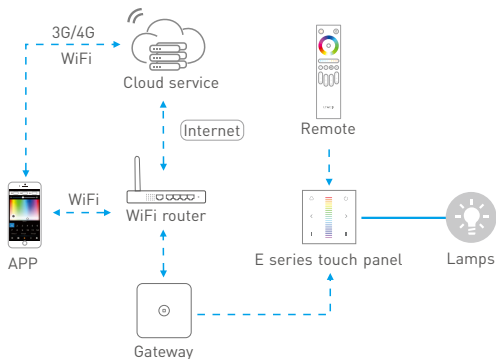 3G/4G
WiFi
Cloud service
Internet
Remote
WiFi
WiFi router
APP
E series touch panel
Lamps
Gateway